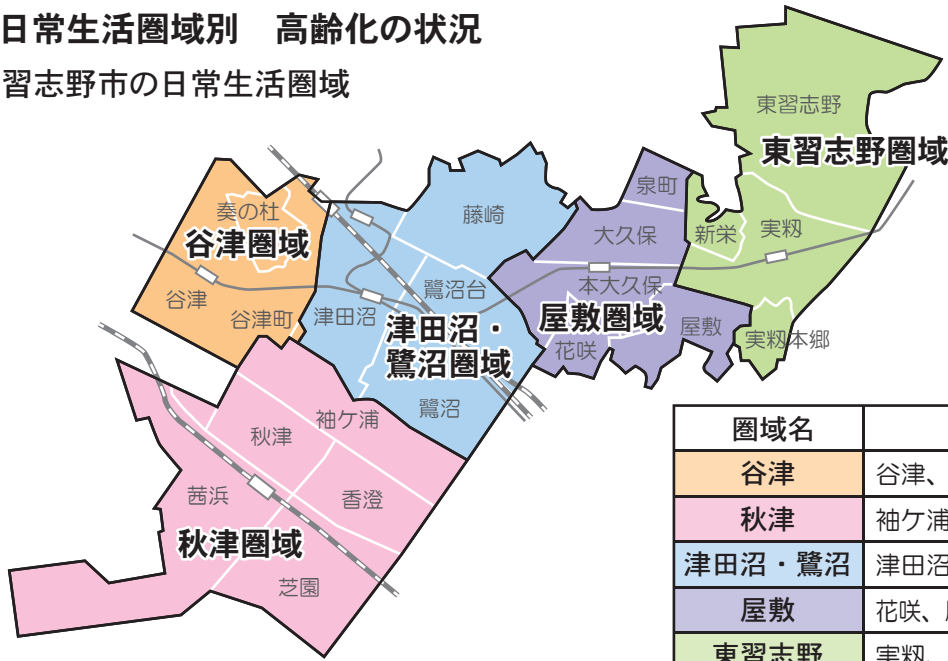 日常生活圏域別　高齢化の状況
習志野市の日常生活圏域
東習志野
東習志野圏域
泉町
奏の杜
藤崎
大久保
新栄
実籾
谷津圏域
鷺沼台
本大久保
谷津
谷津町
津田沼
津田沼・
鷺沼圏域
屋敷圏域
屋敷
花咲
実籾本郷
鷺沼
袖ケ浦
秋津
茜浜
香澄
秋津圏域
芝園
圏域名
谷津　谷津、
秋津　袖ケ浦
津田沼・鷺沼　津田沼
屋敷　花咲、
東習志野　実籾、